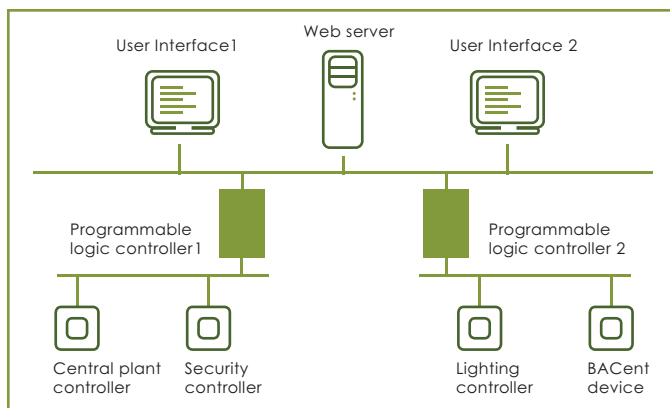 User Interface1
Web server
User Interface 2
Programmable
logic controller1
Programmable
logic controller 2
Central plant
controller
Security
controller
Lighting
controller
BACent
device